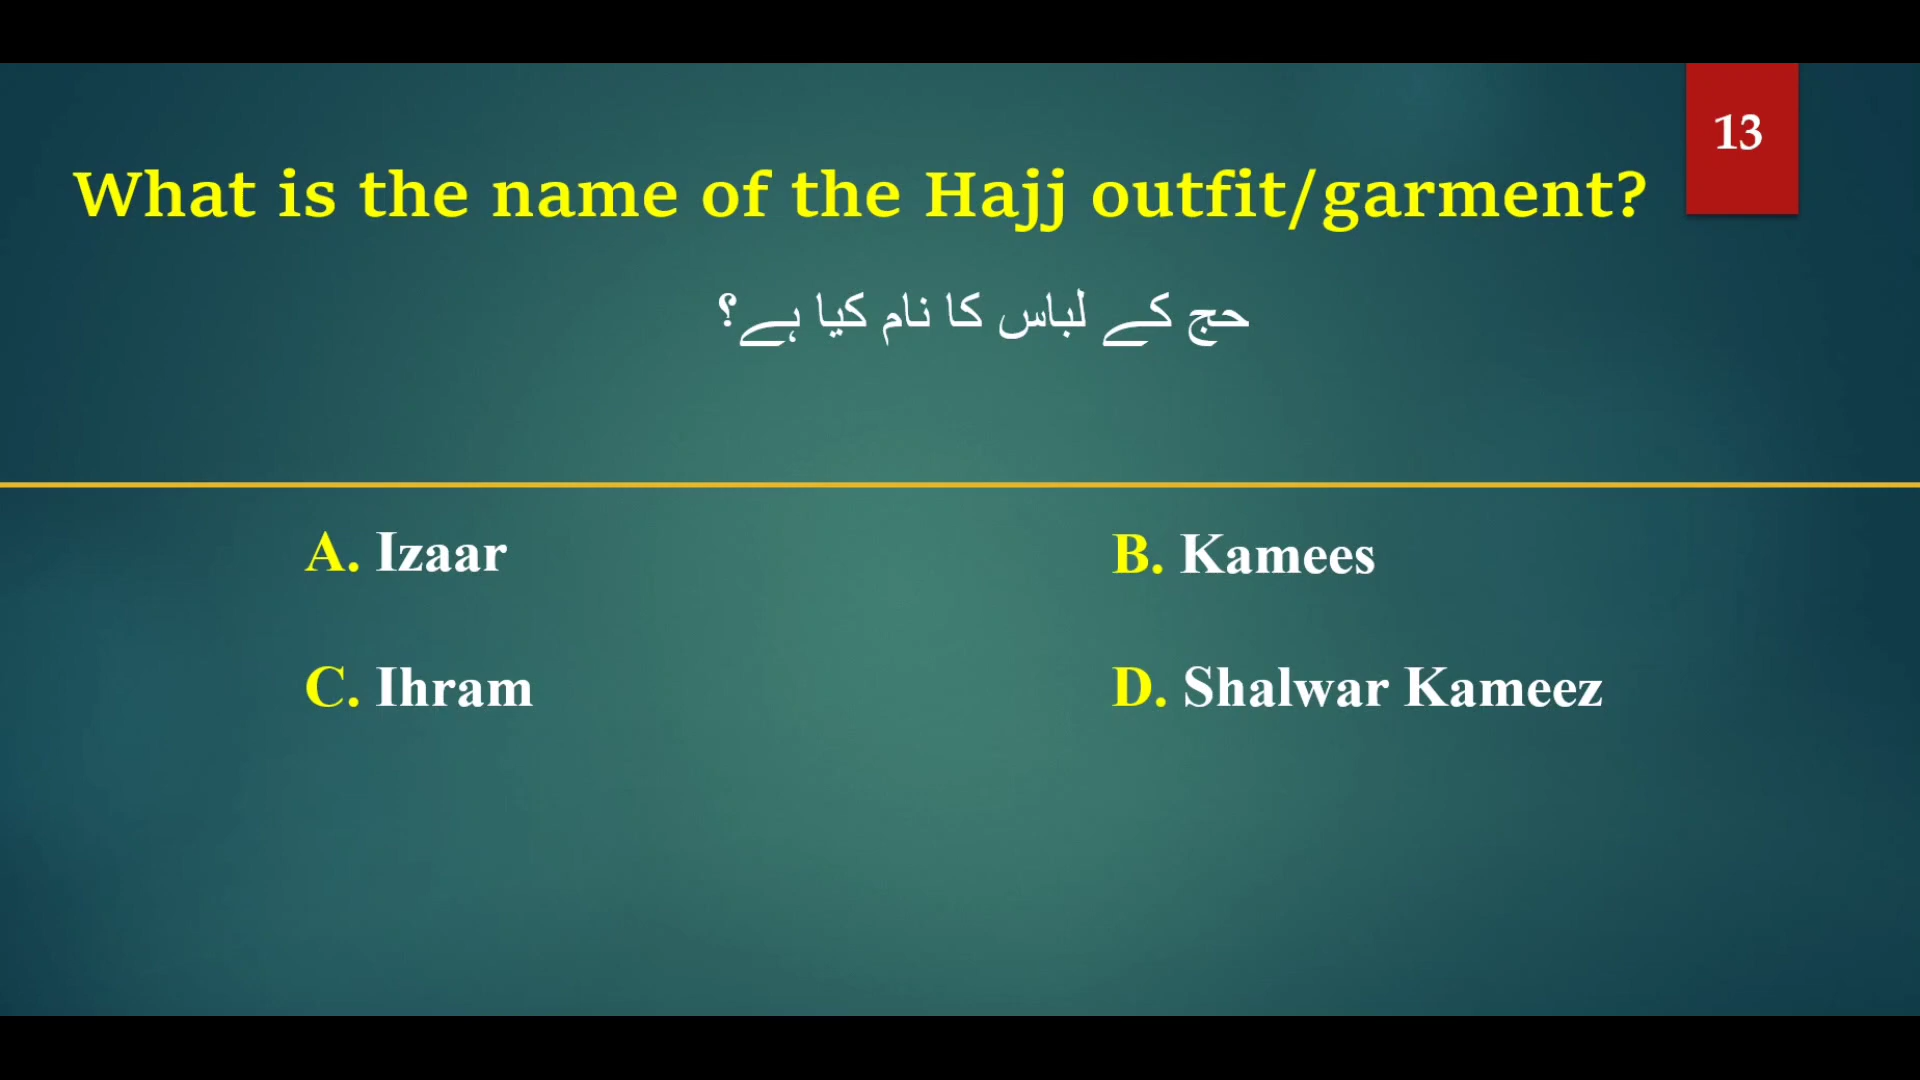 13
What is the name of the Hajj outfit/garment?
حج کے لباس کا نام کیا ہے؟
A. Izaar
B. Kamees
C. Ihram
D. Shalwar Kameez